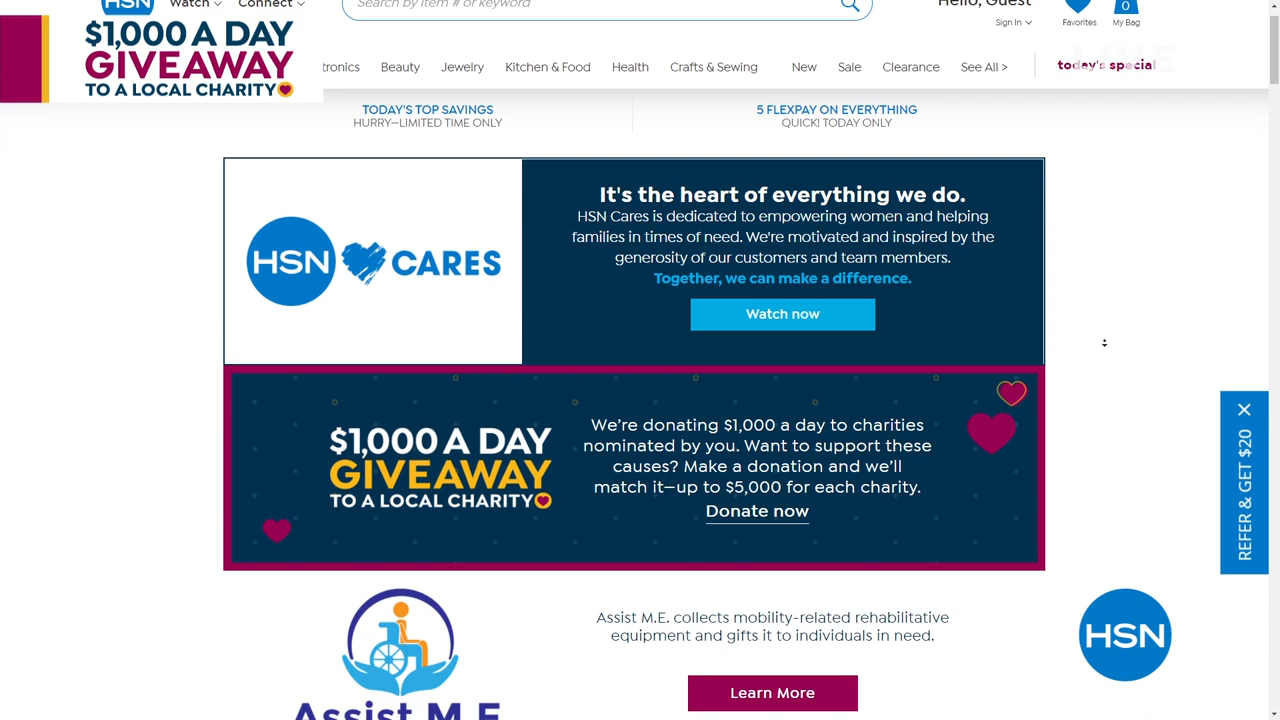 HSN
Watch
Connect
Search by item # or keyword
Hello, Guest
Sign In
Favorites
0
My Bag
$1,000 A DAY
GIVEAWAY
TO A LOCAL CHARITY
tronics
Beauty
Jewelry
Kitchen & Food
Health
Crafts & Sewing
New
Sale
Clearance
See All >
today's special
LIVE
TODAY'S TOP SAVINGS
HURRY—LIMITED TIME ONLY
5 FLEXPAY ON EVERYTHING
QUICK! TODAY ONLY
HSN CARES
It's the heart of everything we do.
HSN Cares is dedicated to empowering women and helping
families in times of need. We're motivated and inspired by the
generosity of our customers and team members.
Together, we can make a difference.
Watch now
$1,000 A DAY
GIVEAWAY
TO A LOCAL CHARITY
We're donating $1,000 a day to charities
nominated by you. Want to support these
causes? Make a donation and we'll
match it—up to $5,000 for each charity.
Donate now
REFER & GET $20
Assist M.E.
Assist M.E. collects mobility-related rehabilitative
equipment and gifts it to individuals in need.
Learn More
HSN